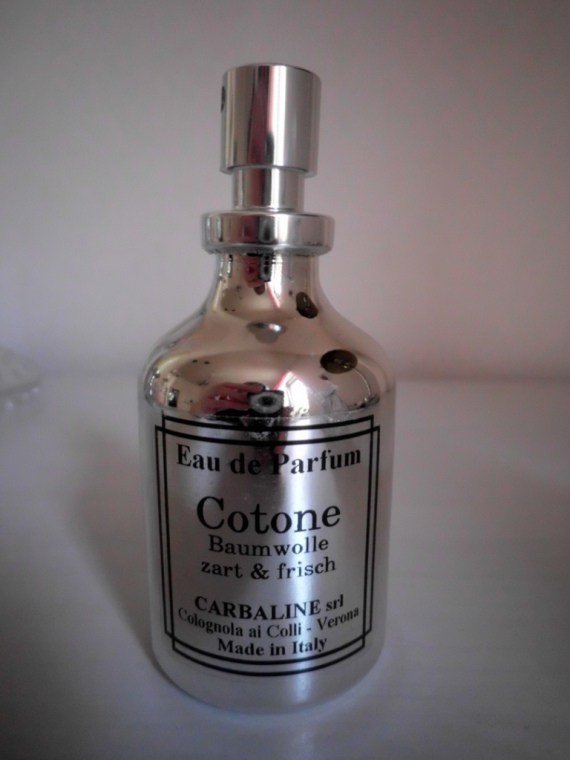 Eau de Parfum
Cotone
Baumwolle
zart & frisch
CARBALINE srl
Colognola ai Colli - Verona
Made in Italy